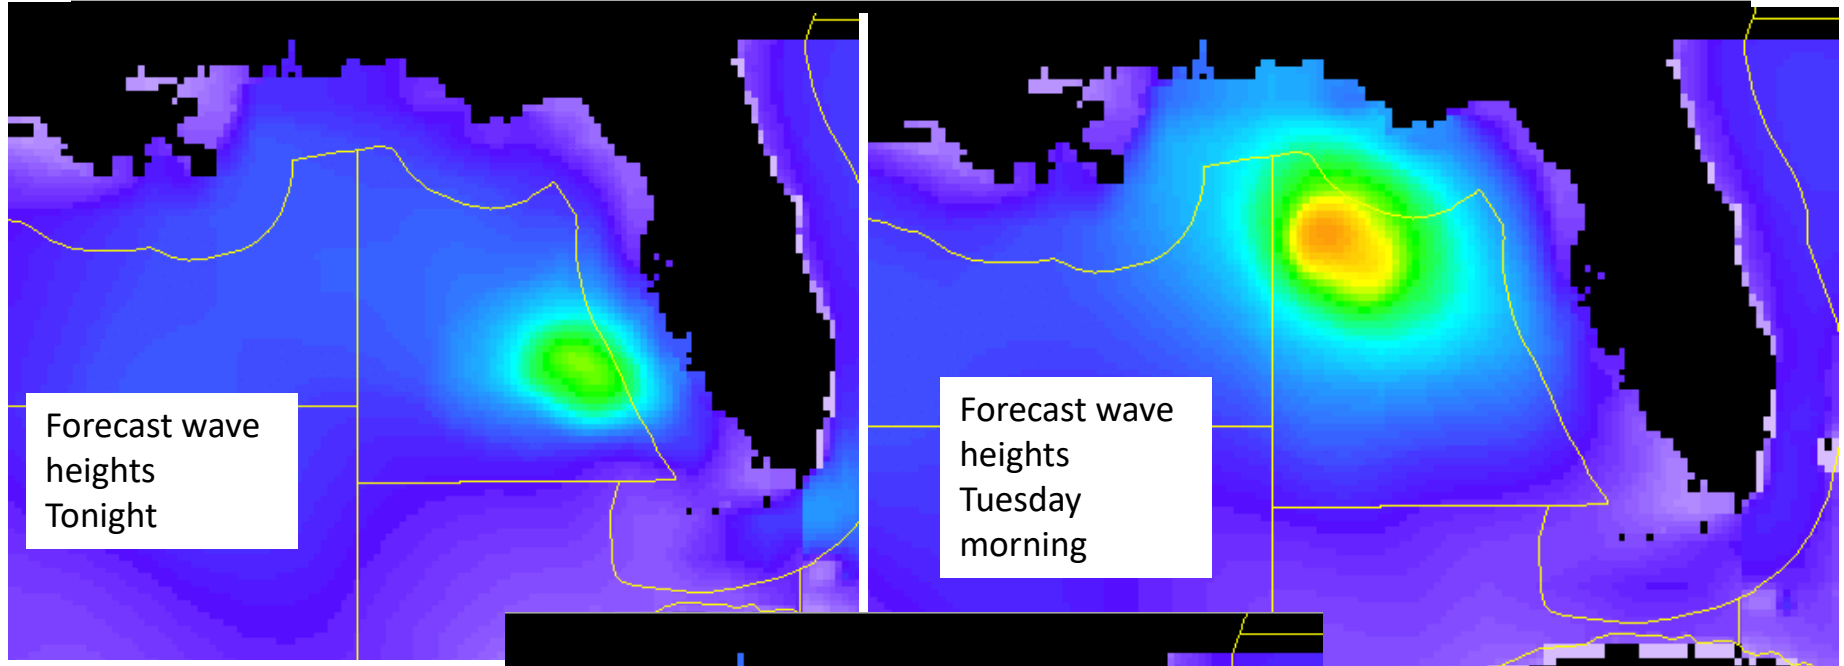 Forecast wave
heights
Tonight
Forecast wave
heights
Tuesday
morning